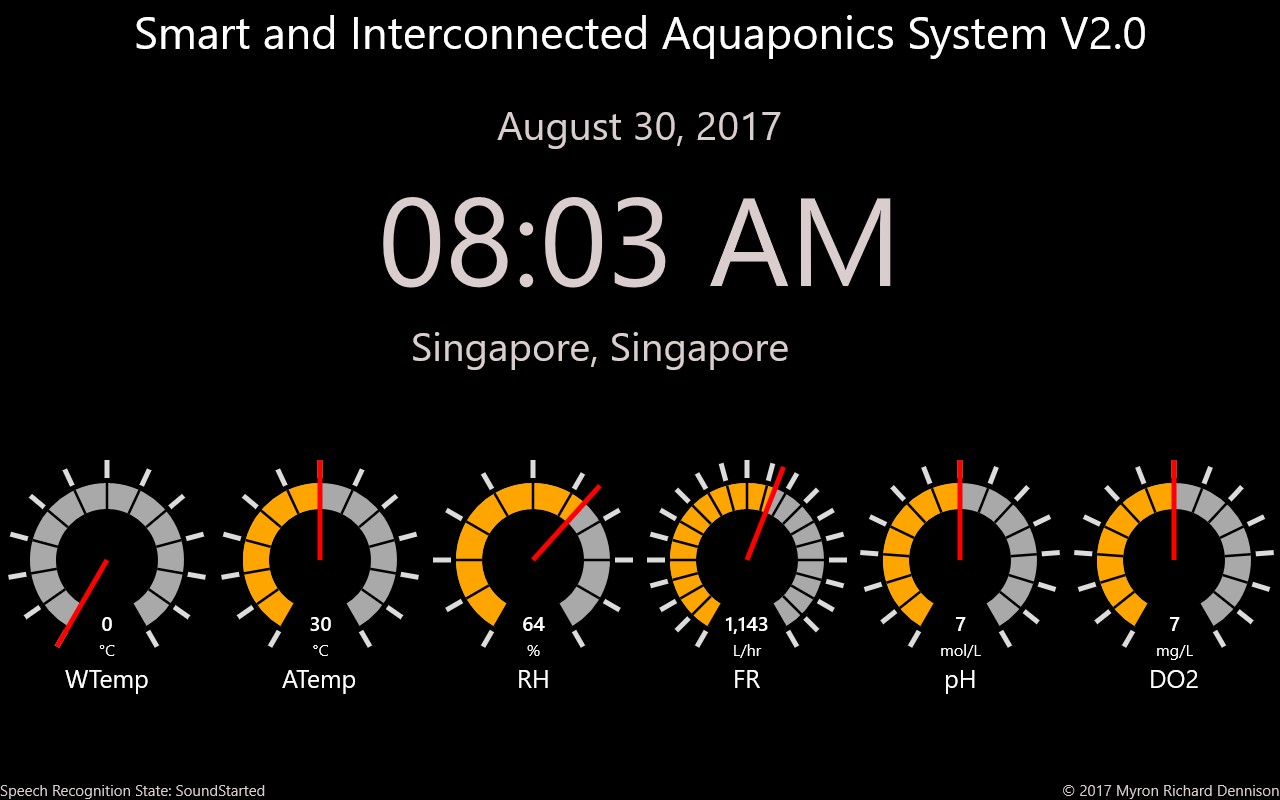 Smart and Interconnected Aquaponics System V2.0
August 30, 2017
08:03 AM
Singapore, Singapore
0 30 64 1,143 7 7
°C °C % L/hr mol/L mg/L
WTemp ATemp RH FR pH DO2
Speech Recognition State: SoundStarted
© 2017 Myron Richard Dennison